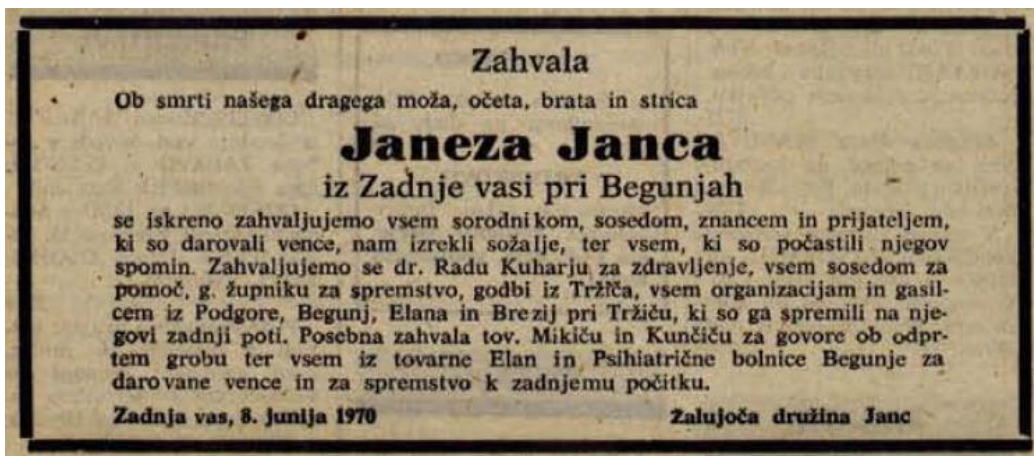 Zahvala
Ob smrti našega dragega moža, očeta, brata in strica
Janeza Janca
iz Zadnje vasi pri Begunjah
se iskreno zahvaljujemo vsem sorodnikom, sosedom, znancem in prijateljem,
ki so darovali vence, nam izrekli sožalje, ter vsem, ki so počastili njegov
spomin. Zahvaljujemo se dr. Radu Kuharju za zdravljenje, vsem sosedom za
pomoč, g. župniku za spremstvo, godbi iz Tržiča, vsem organizacijam in gasil-
cem iz Podgore, Begunj, Elana in Brezij pri Tržiču, ki so ga spremili na nje-
govi zadnji poti. Posebna zahvala tov. Mikiču in Kunčiču za govore ob odpr-
tem grobu ter vsem iz tovarne Elan in Psihiatrične bolnice Begunje za
darovane vence in za spremstvo k zadnjemu počitku.
Zadnja vas, 8. junija 1970 Žalujoča družina Janc